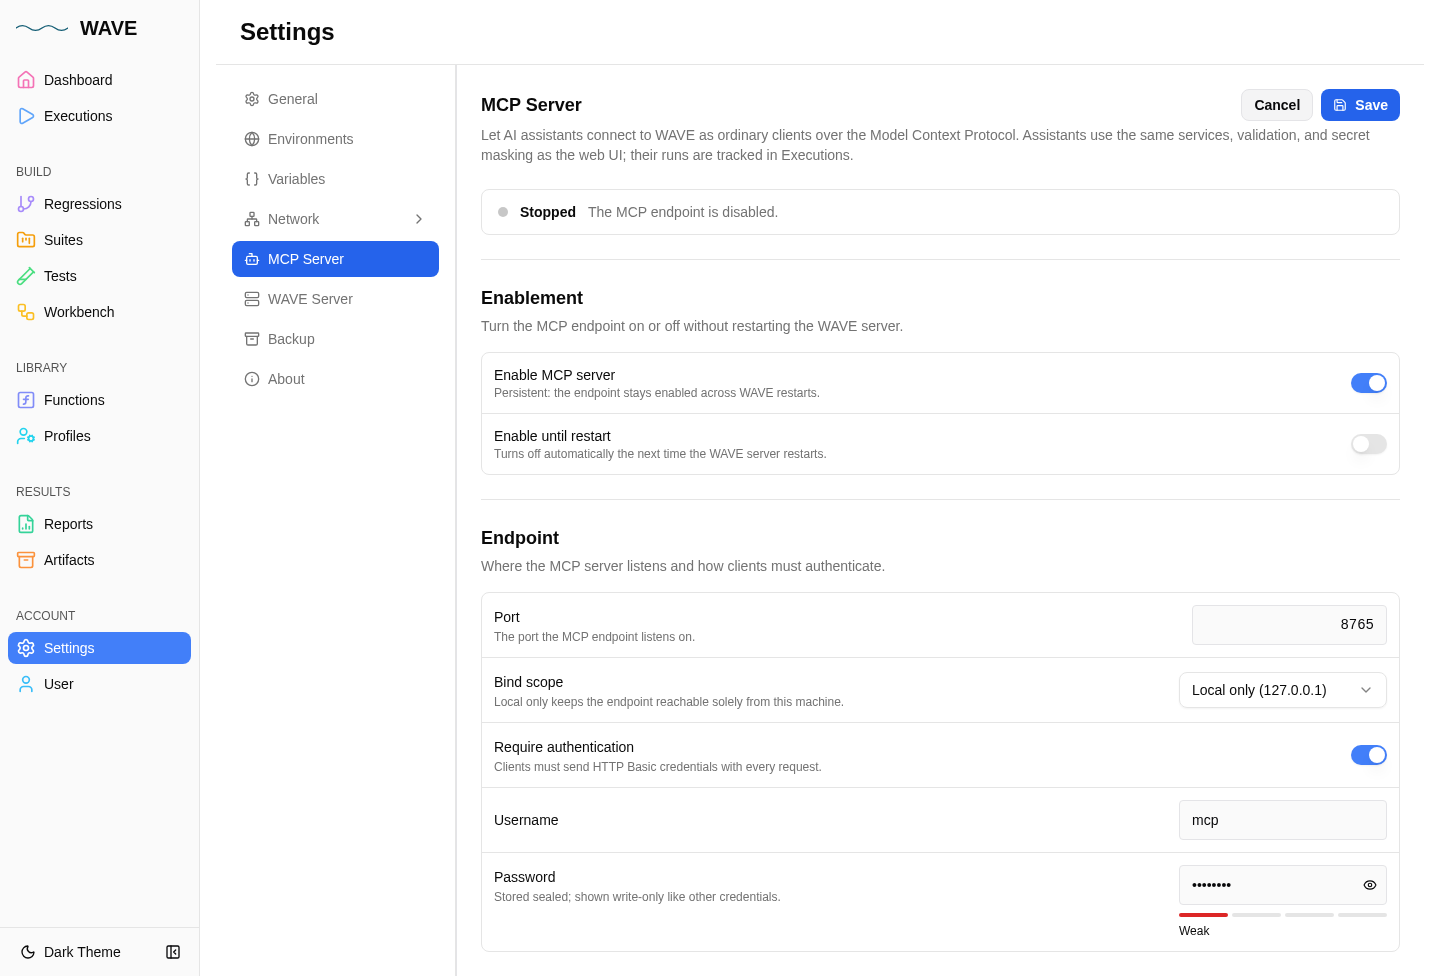 WAVE
Dashboard
Executions
BUILD
Regressions
Suites
Tests
Workbench
LIBRARY
Functions
Profiles
RESULTS
Reports
Artifacts
ACCOUNT
Settings
User
Dark Theme
Settings
General
Environments
Variables
Network
MCP Server
WAVE Server
Backup
About
MCP Server
Cancel
Save
Let AI assistants connect to WAVE as ordinary clients over the Model Context Protocol. Assistants use the same services, validation, and secret
masking as the web UI; their runs are tracked in Executions.
Stopped The MCP endpoint is disabled.
Enablement
Turn the MCP endpoint on or off without restarting the WAVE server.
Enable MCP server
Persistent: the endpoint stays enabled across WAVE restarts.
Enable until restart
Turns off automatically the next time the WAVE server restarts.
Endpoint
Where the MCP server listens and how clients must authenticate.
Port
The port the MCP endpoint listens on.
8765
Bind scope
Local only keeps the endpoint reachable solely from this machine.
Local only (127.0.0.1)
Require authentication
Clients must send HTTP Basic credentials with every request.
Username
mcp
Password
Stored sealed; shown write-only like other credentials.
••••••••
Weak